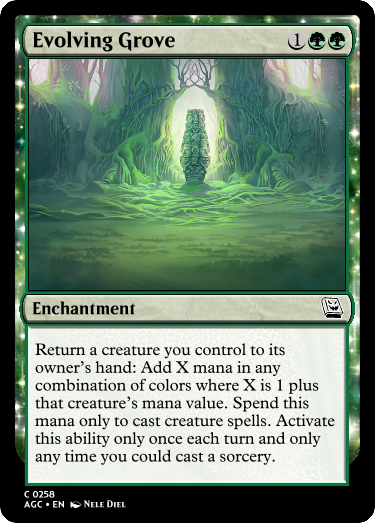 Evolving Grove 1
Enchantment
Return a creature you control to its
owner's hand: Add X mana in any
combination of colors where X is 1 plus
that creature's mana value. Spend this
mana only to cast creature spells. Activate
this ability only once each turn and only
any time you could cast a sorcery.
C 0258
AGC • EN Nele Diel